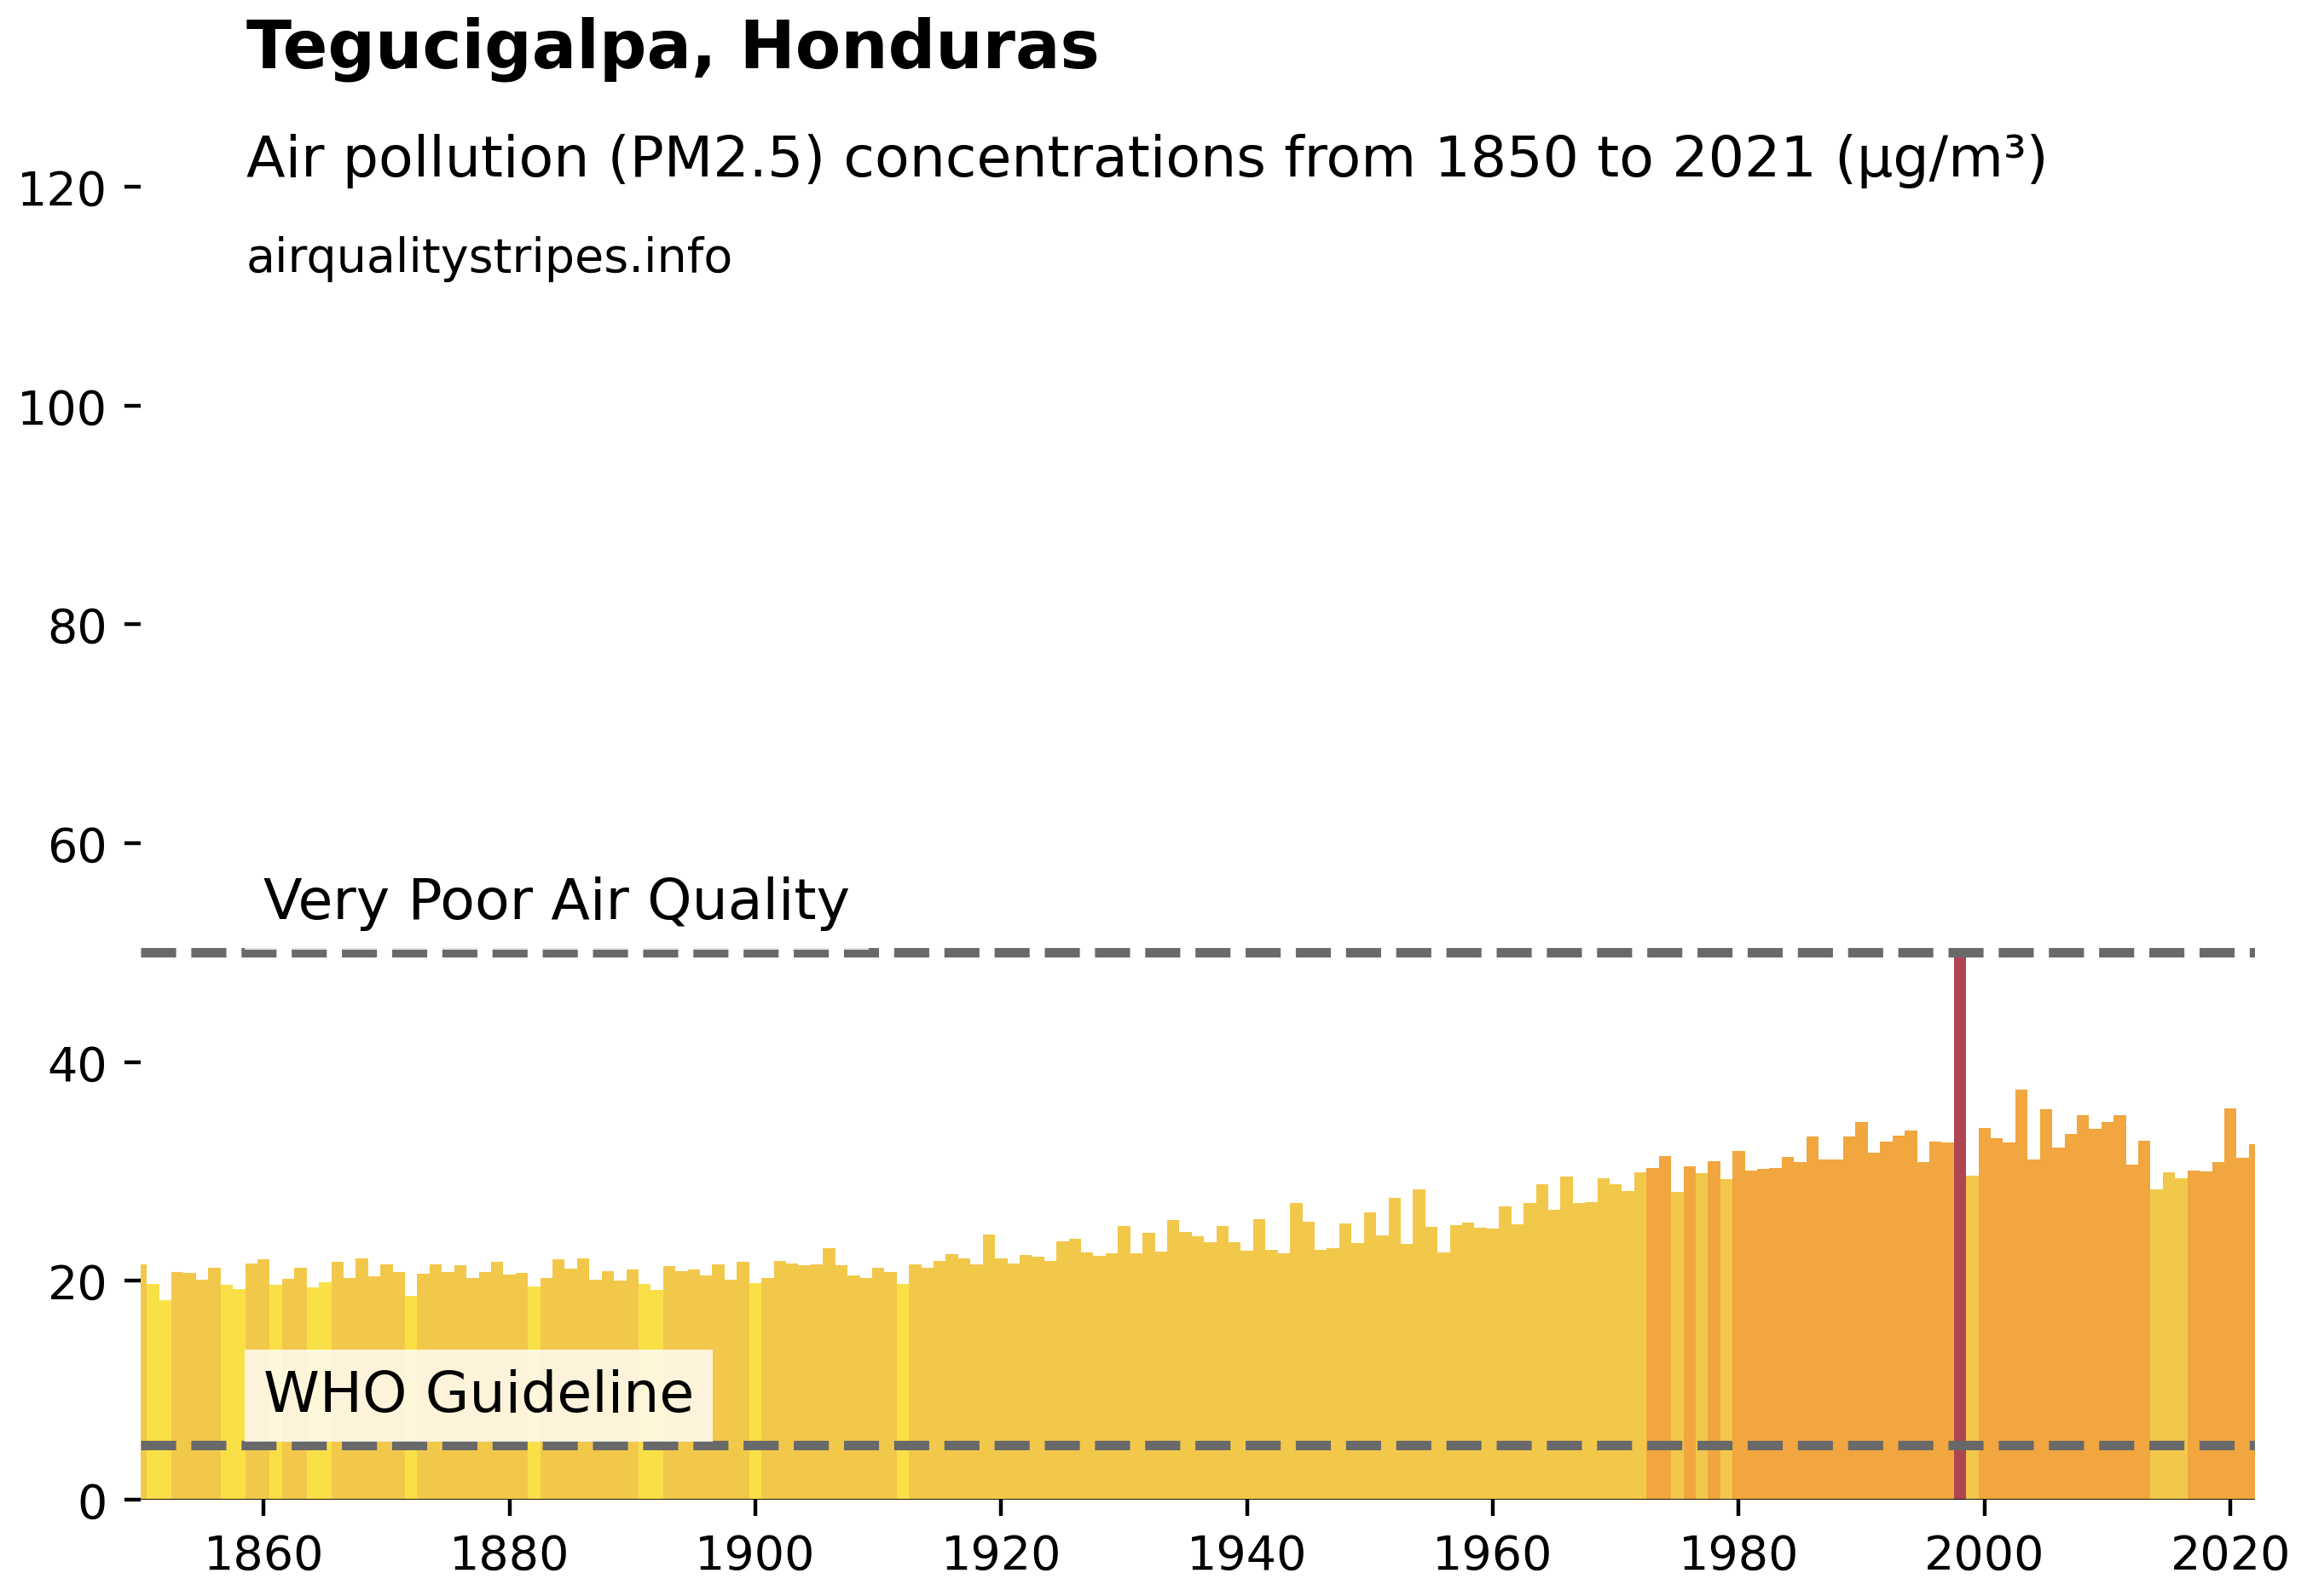 Tegucigalpa, Honduras
Air pollution (PM2.5) concentrations from 1850 to 2021 (µg/m³)
airqualitystripes.info
120
100
80
60
Very Poor Air Quality
40
20
WHO Guideline
0
1860 1880 1900 1920 1940 1960 1980 2000 2020